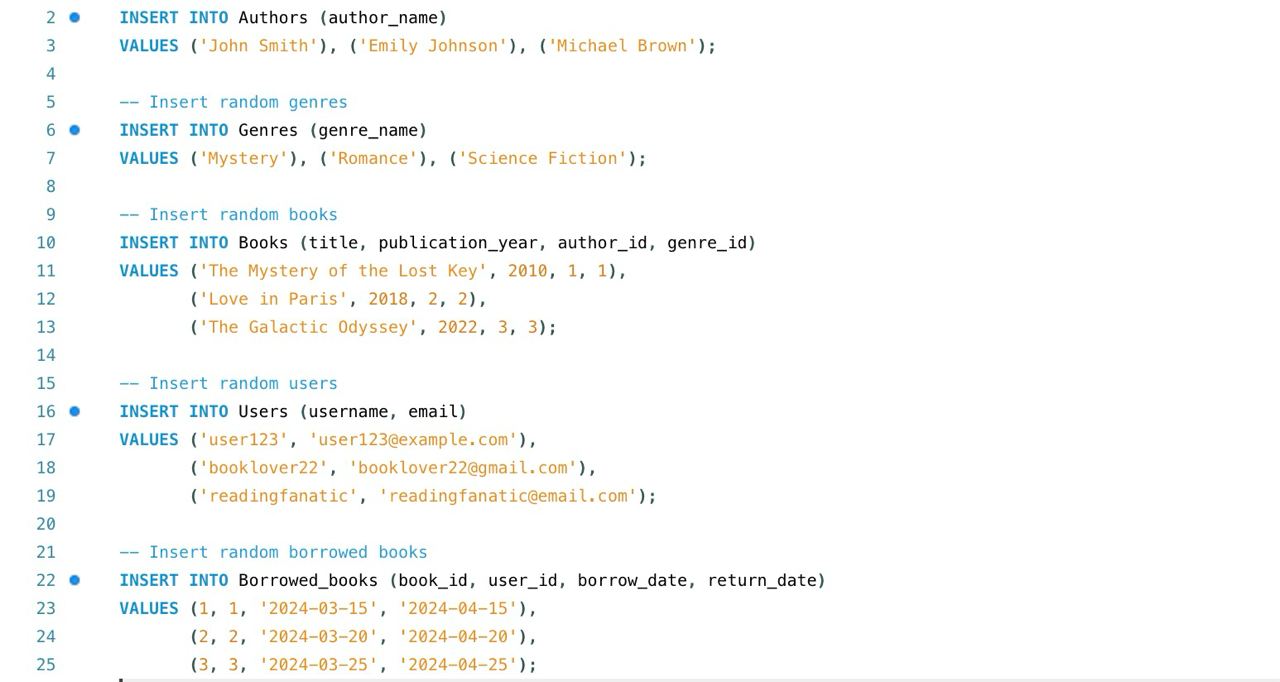 2 INSERT INTO Authors (author_name)
3 VALUES ('John Smith'), ('Emily Johnson'), ('Michael Brown');
4
5 -- Insert random genres
6 INSERT INTO Genres (genre_name)
7 VALUES ('Mystery'), ('Romance'), ('Science Fiction');
8
9 -- Insert random books
10 INSERT INTO Books (title, publication_year, author_id, genre_id)
11 VALUES ('The Mystery of the Lost Key', 2010, 1, 1),
12 ('Love in Paris', 2018, 2, 2),
13 ('The Galactic Odyssey', 2022, 3, 3);
14
15 -- Insert random users
16 INSERT INTO Users (username, email)
17 VALUES ('user123', 'user123@example.com'),
18 ('booklover22', 'booklover22@gmail.com'),
19 ('readingfanatic', 'readingfanatic@email.com');
20
21 -- Insert random borrowed books
22 INSERT INTO Borrowed_books (book_id, user_id, borrow_date, return_date)
23 VALUES (1, 1, '2024-03-15', '2024-04-15'),
24 (2, 2, '2024-03-20', '2024-04-20'),
25 (3, 3, '2024-03-25', '2024-04-25');